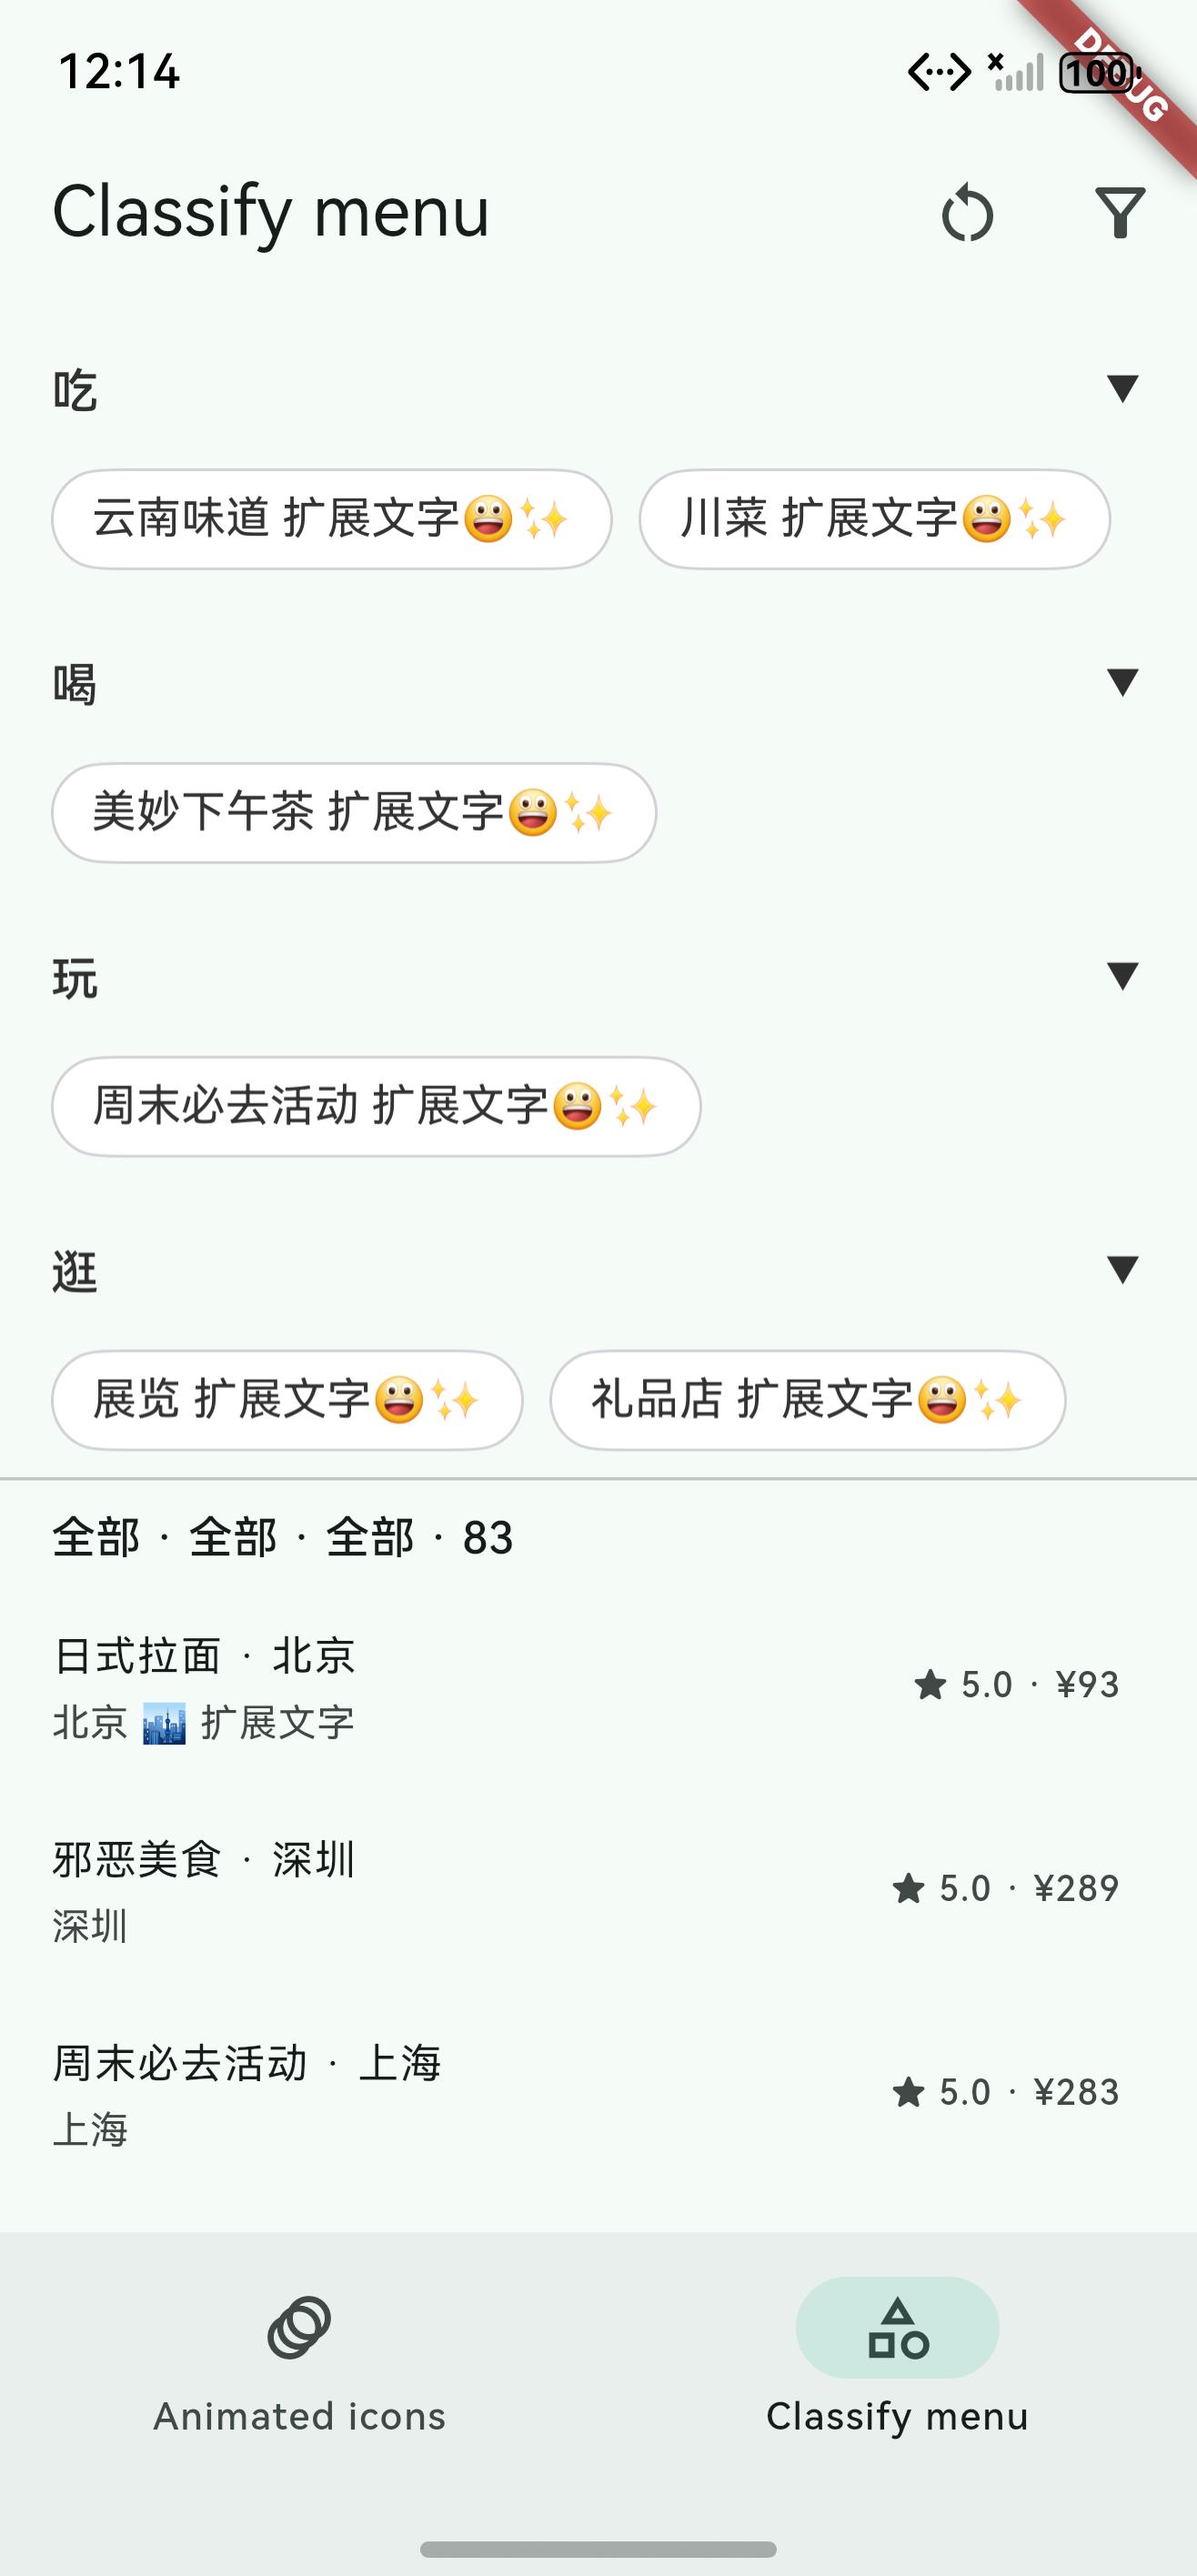 12:14
100
DEBUG
Classify menu
吃
云南味道 扩展文字😃✨
川菜 扩展文字😃✨
喝
美妙下午茶 扩展文字😃✨
玩
周末必去活动 扩展文字😃✨
逛
展览 扩展文字😃✨
礼品店 扩展文字😃✨
全部 · 全部 · 全部 · 83
日式拉面 · 北京
北京 🏙️ 扩展文字
★ 5.0 · ¥93
邪恶美食 · 深圳
深圳
★ 5.0 · ¥289
周末必去活动 · 上海
上海
★ 5.0 · ¥283
Animated icons
Classify menu